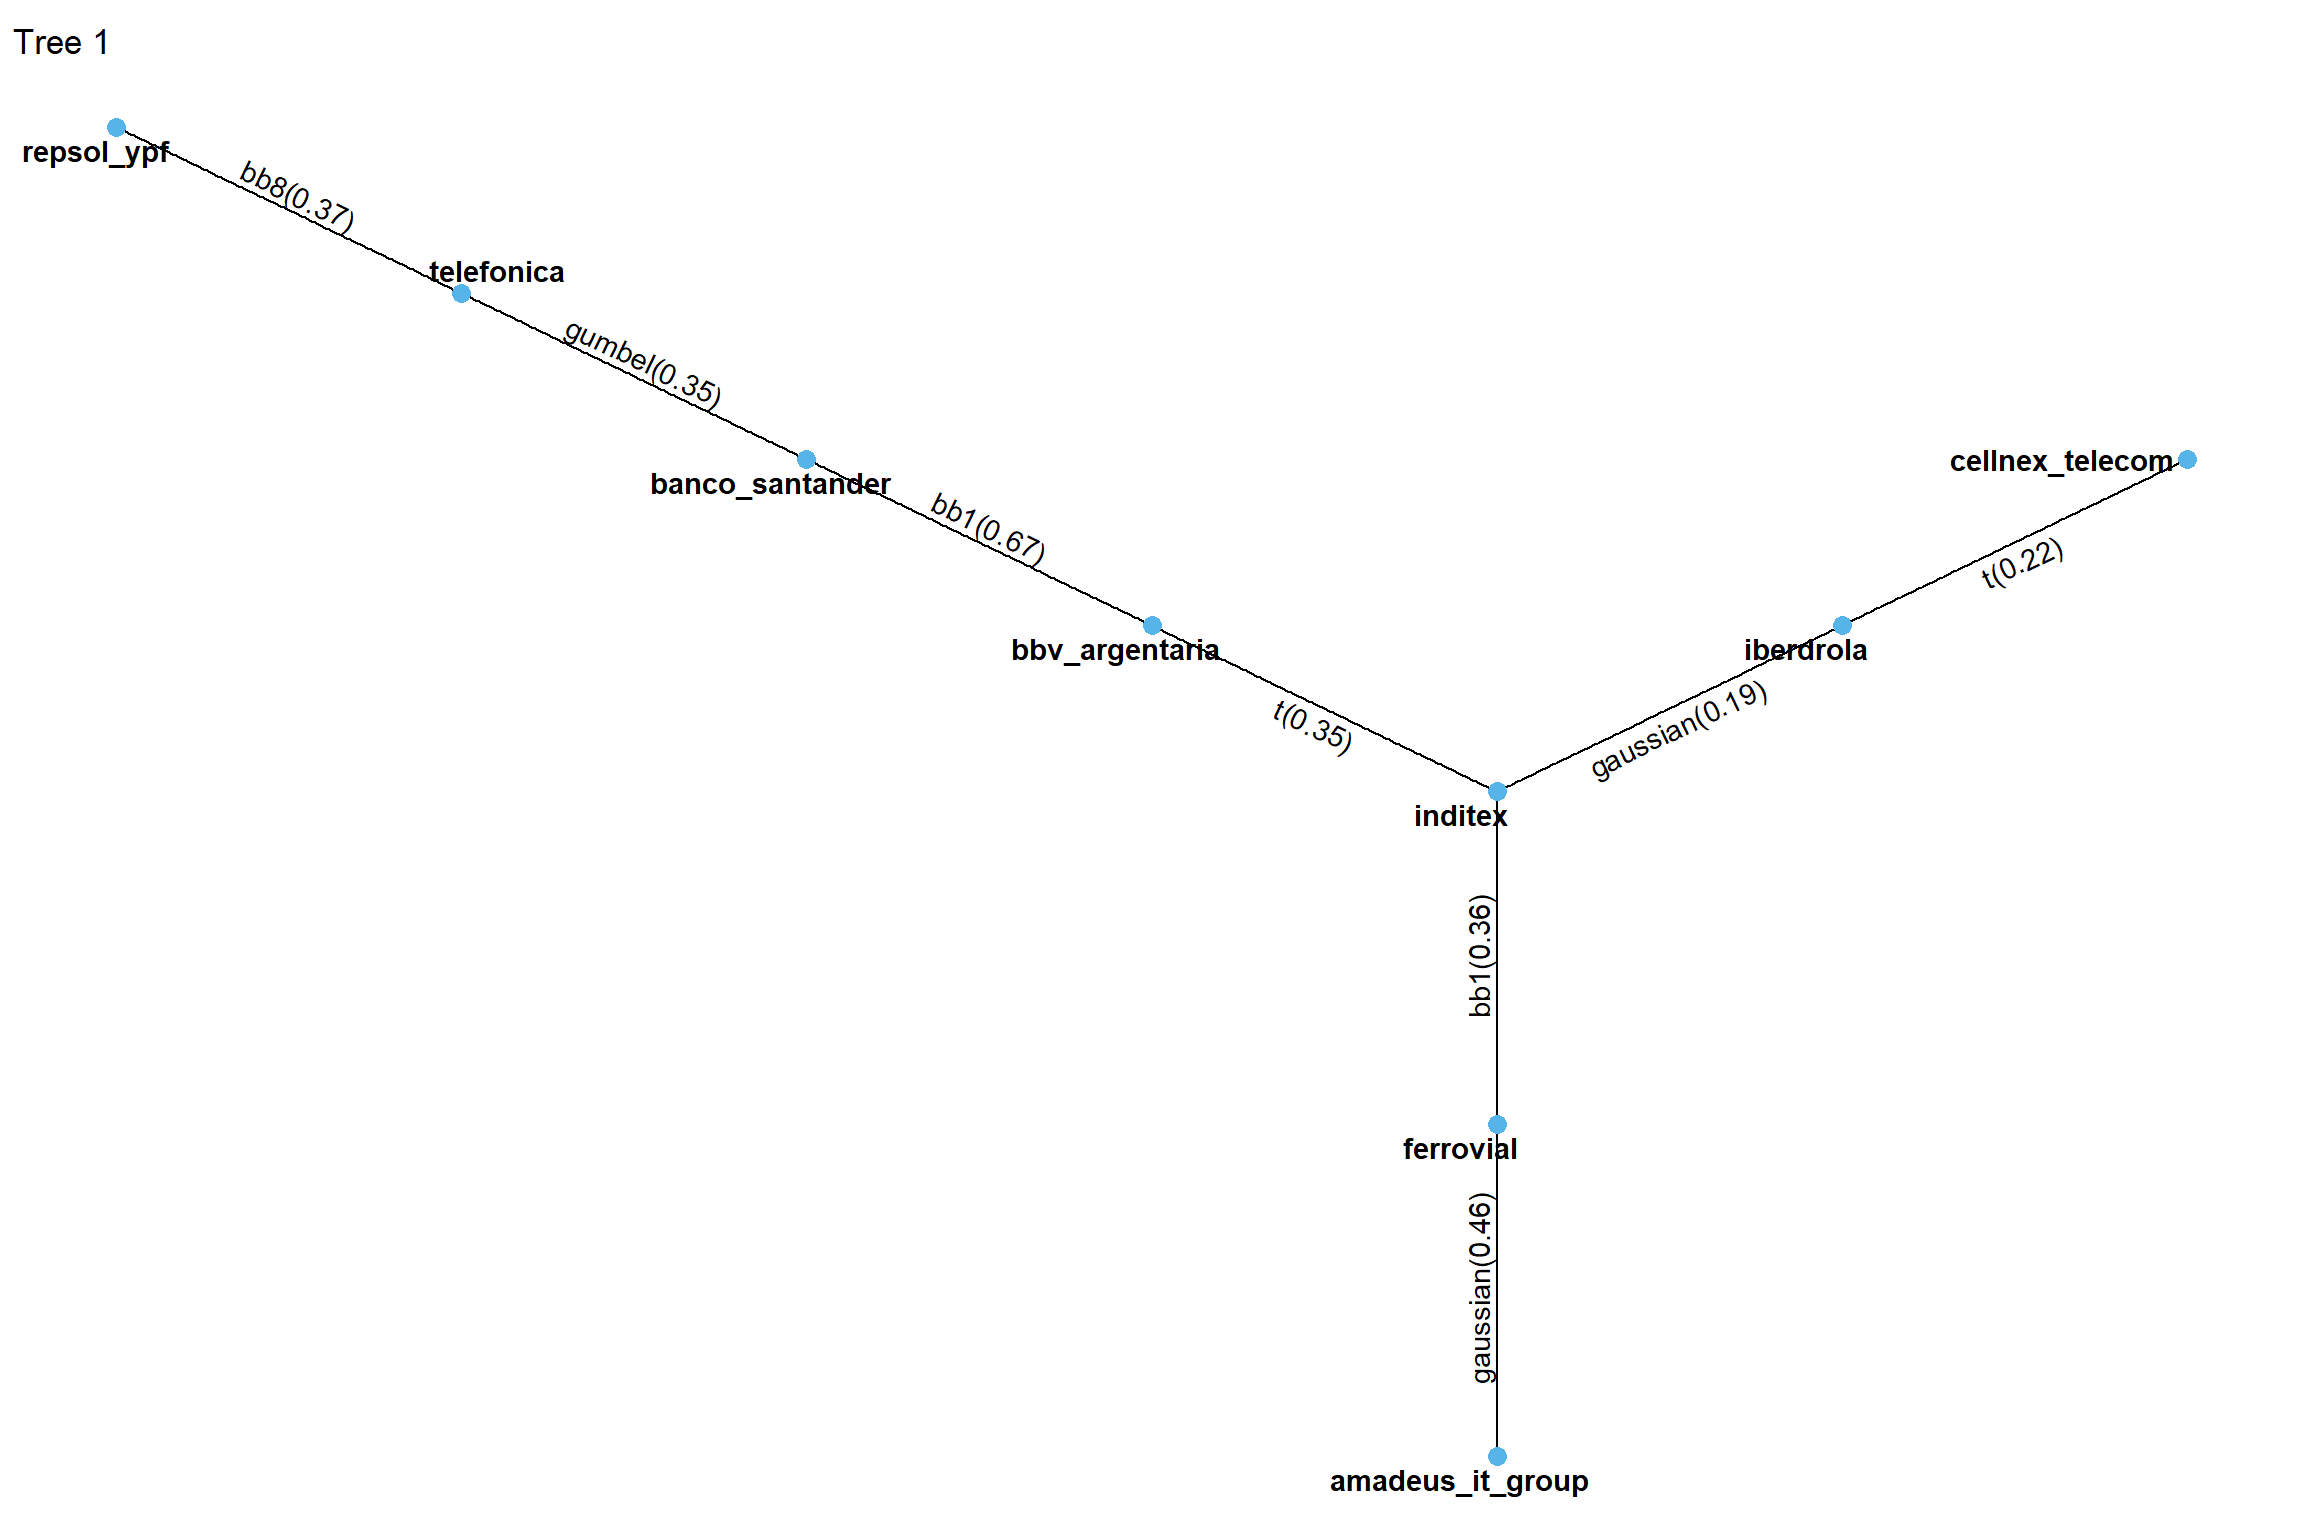 Tree 1
repsol_ypf
bb8(0.37)
telefonica
gumbel(0.35)
banco_santander
cellnex_telecom
bb1(0.67)
t(0.22)
bbv_argentaria
iberdrola
t(0.35)
gaussian(0.19)
inditex
bb1(0.36)
ferrovial
gaussian(0.46)
amadeus_it_group